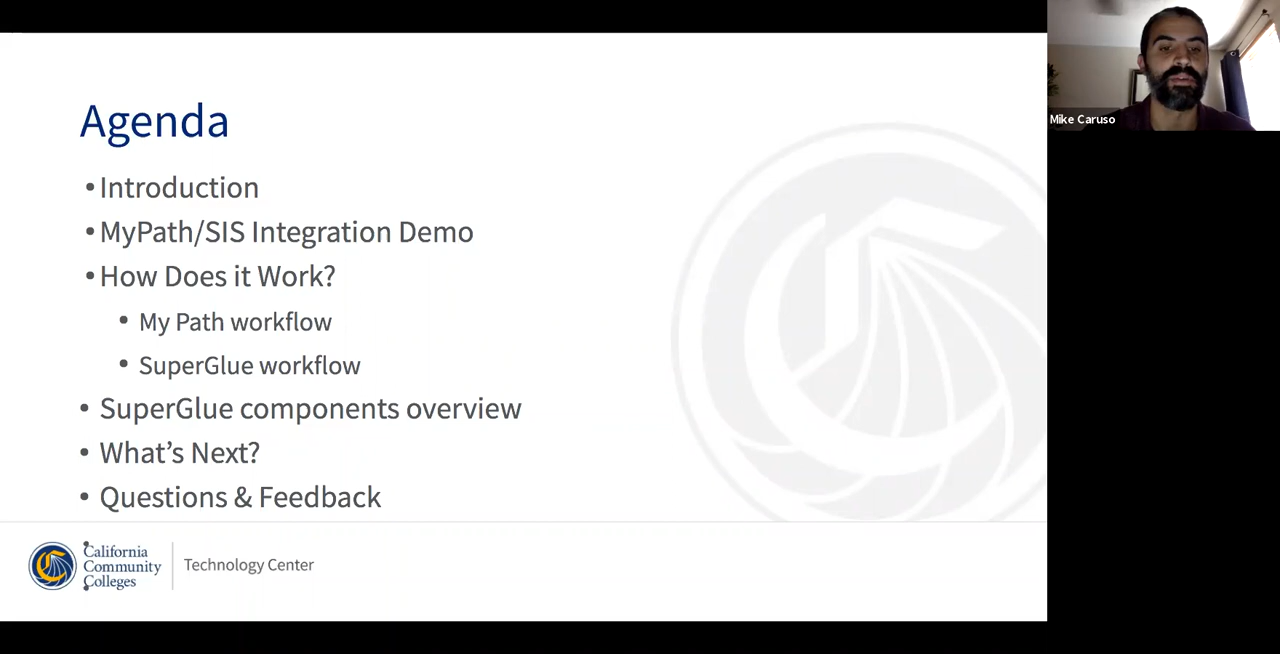 Agenda
•Introduction
•MyPath/SIS Integration Demo
•How Does it Work?
• My Path workflow
• SuperGlue workflow
• SuperGlue components overview
• What's Next?
• Questions & Feedback
California
Community
Colleges
Technology Center
Mike Caruso